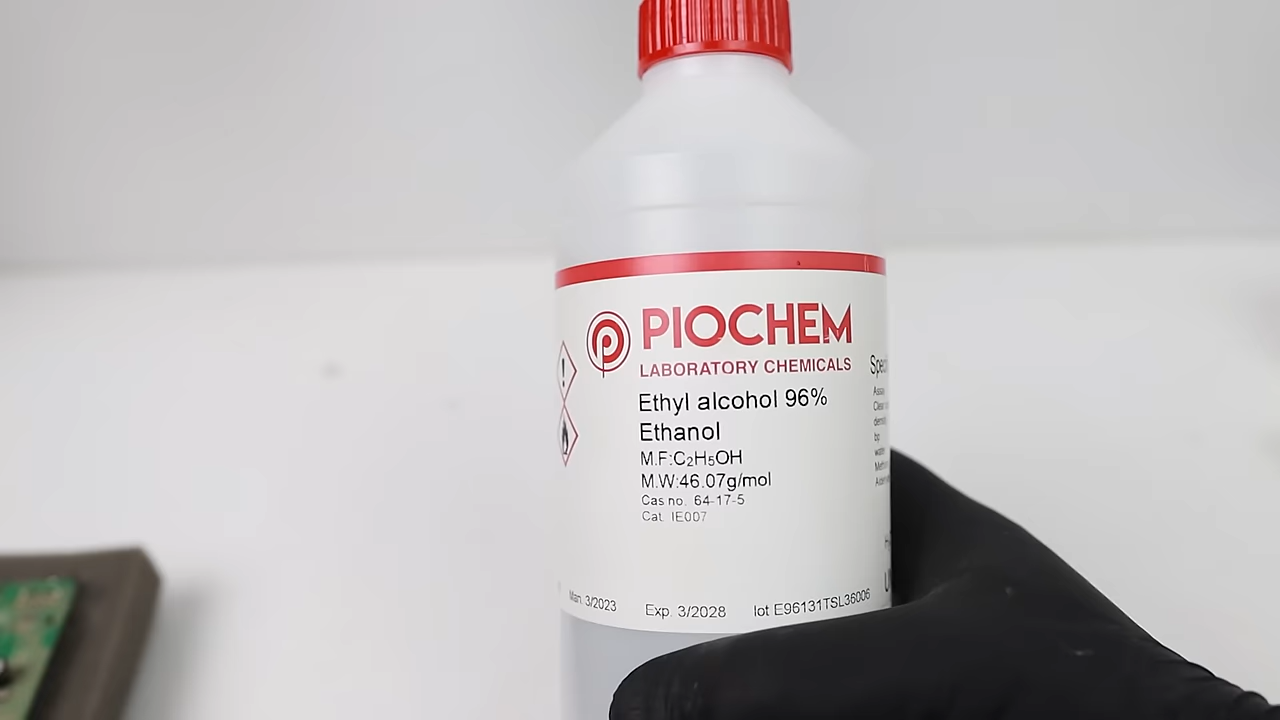 PIOCHEM
LABORATORY CHEMICALS
Ethyl alcohol 96%
Ethanol
M.F:C₂H₅OH
M.W:46.07g/mol
Cas no. 64-17-5
Cat. IE007
Man. 3/2023 Exp. 3/2028 lot E96131TSL36006